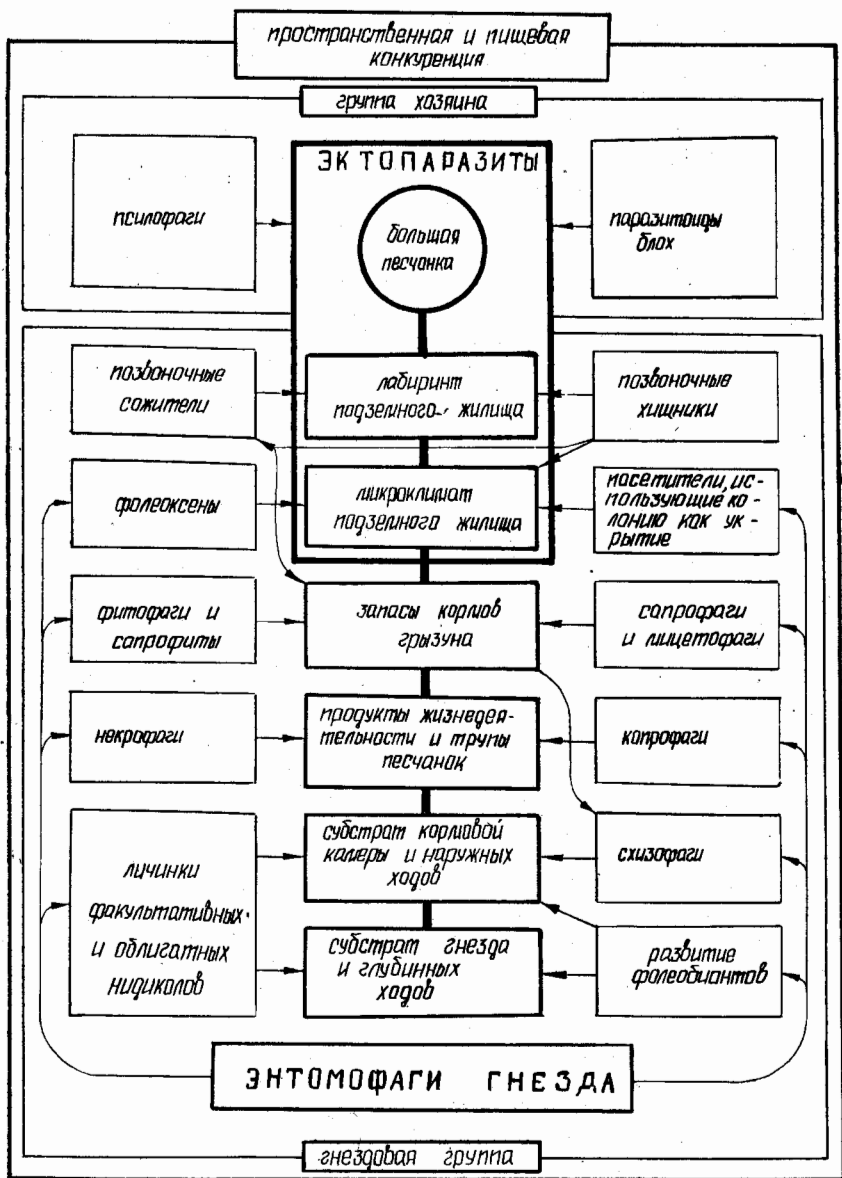 пространственная и пищевая
конкуренция
группа хозяина
ЭКТОПАРАЗИТЫ
псилофаги
большая
песчанка
паразитоиды
блох
позвоночные
сожители
лабиринт
подземного жилища
позвоночные
хищники
фолеоксены
микроклимат
подземного жилища
посетители, ис-
пользующие ко-
лонию как ук-
рытие
фитофаги и
сапрофиты
запасы кормов
грызуна
сапрофаги
и мицетофаги
некрофаги
продукты жизнедея-
тельности и трупы
песчанок
копрофаги
личинки
факультативных
и облигатных
нидиколов
субстрат кормовой
камеры и наружных
ходов
схизофаги
субстрат гнезда
и глубинных
ходов
развитие
фолеобионтов
ЭНТОМОФАГИ ГНЕЗДА
гнездовая группа